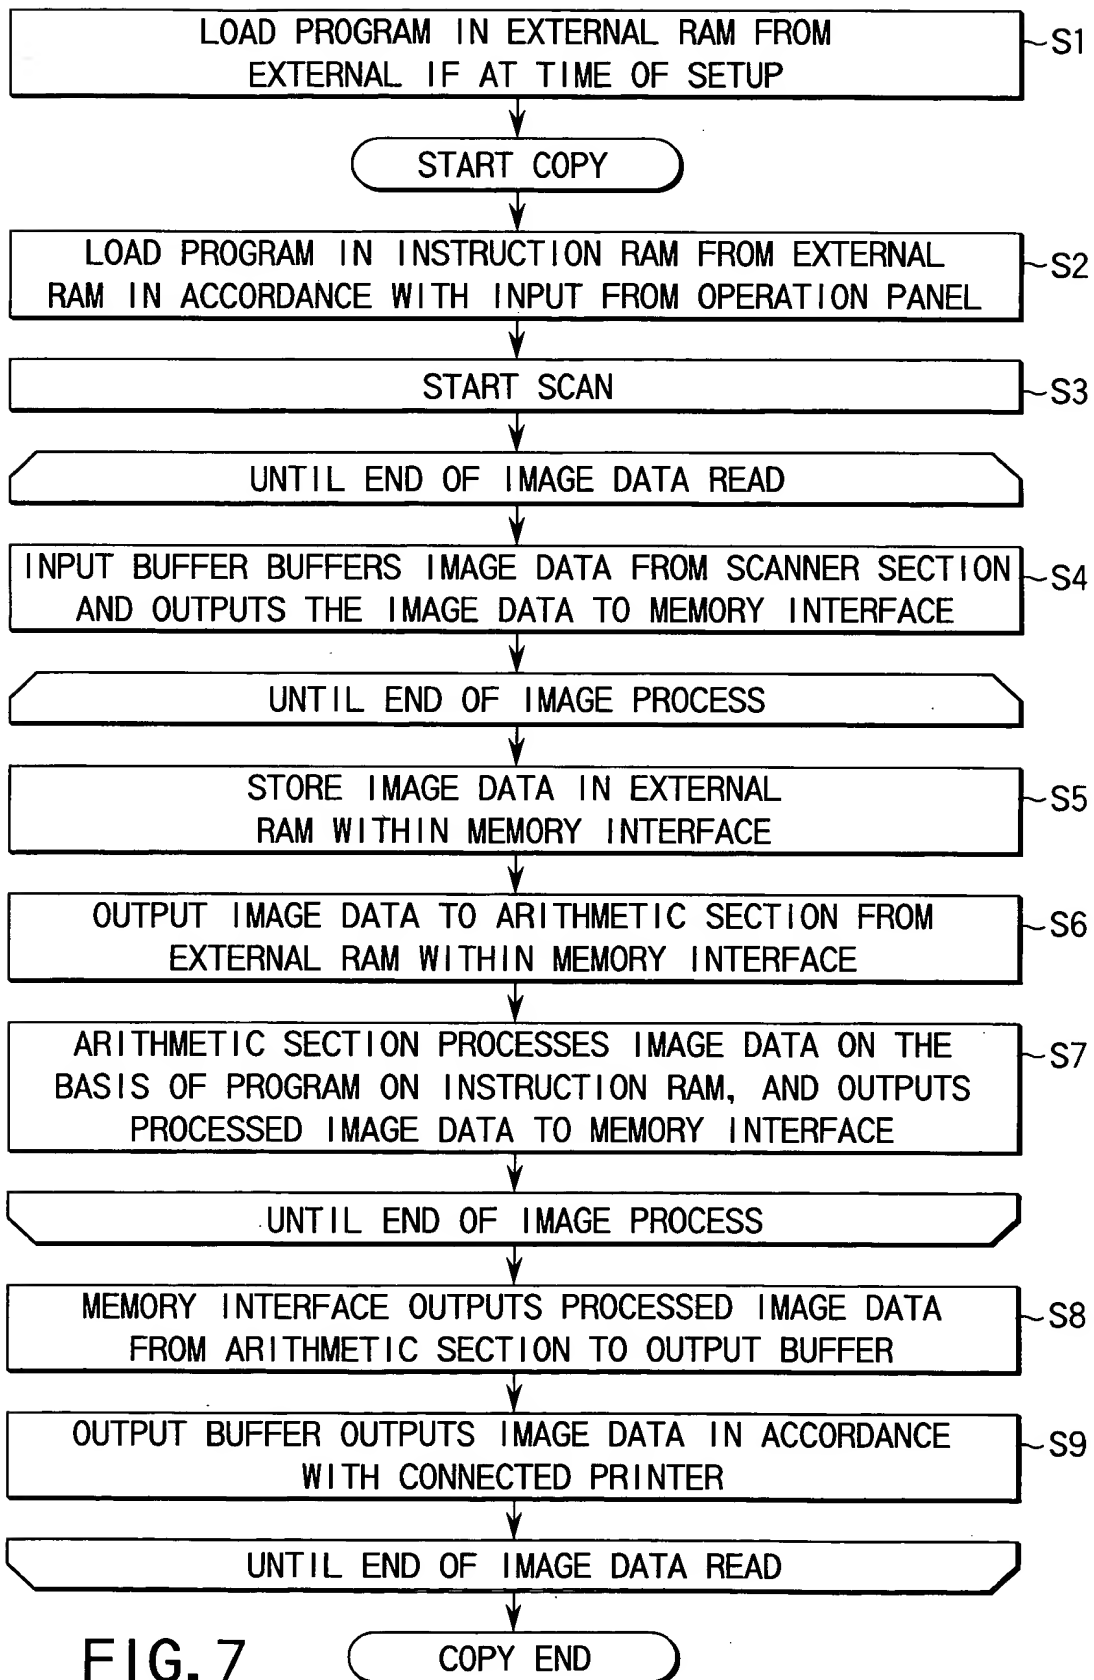 LOAD PROGRAM IN EXTERNAL RAM FROM
EXTERNAL IF AT TIME OF SETUP
S1
START COPY
LOAD PROGRAM IN INSTRUCTION RAM FROM EXTERNAL
RAM IN ACCORDANCE WITH INPUT FROM OPERATION PANEL
S2
START SCAN
S3
UNTIL END OF IMAGE DATA READ
INPUT BUFFER BUFFERS IMAGE DATA FROM SCANNER SECTION
AND OUTPUTS THE IMAGE DATA TO MEMORY INTERFACE
S4
UNTIL END OF IMAGE PROCESS
STORE IMAGE DATA IN EXTERNAL
RAM WITHIN MEMORY INTERFACE
S5
OUTPUT IMAGE DATA TO ARITHMETIC SECTION FROM
EXTERNAL RAM WITHIN MEMORY INTERFACE
S6
ARITHMETIC SECTION PROCESSES IMAGE DATA ON THE
BASIS OF PROGRAM ON INSTRUCTION RAM, AND OUTPUTS
PROCESSED IMAGE DATA TO MEMORY INTERFACE
S7
UNTIL END OF IMAGE PROCESS
MEMORY INTERFACE OUTPUTS PROCESSED IMAGE DATA
FROM ARITHMETIC SECTION TO OUTPUT BUFFER
S8
OUTPUT BUFFER OUTPUTS IMAGE DATA IN ACCORDANCE
WITH CONNECTED PRINTER
S9
UNTIL END OF IMAGE DATA READ
COPY END
FIG. 7